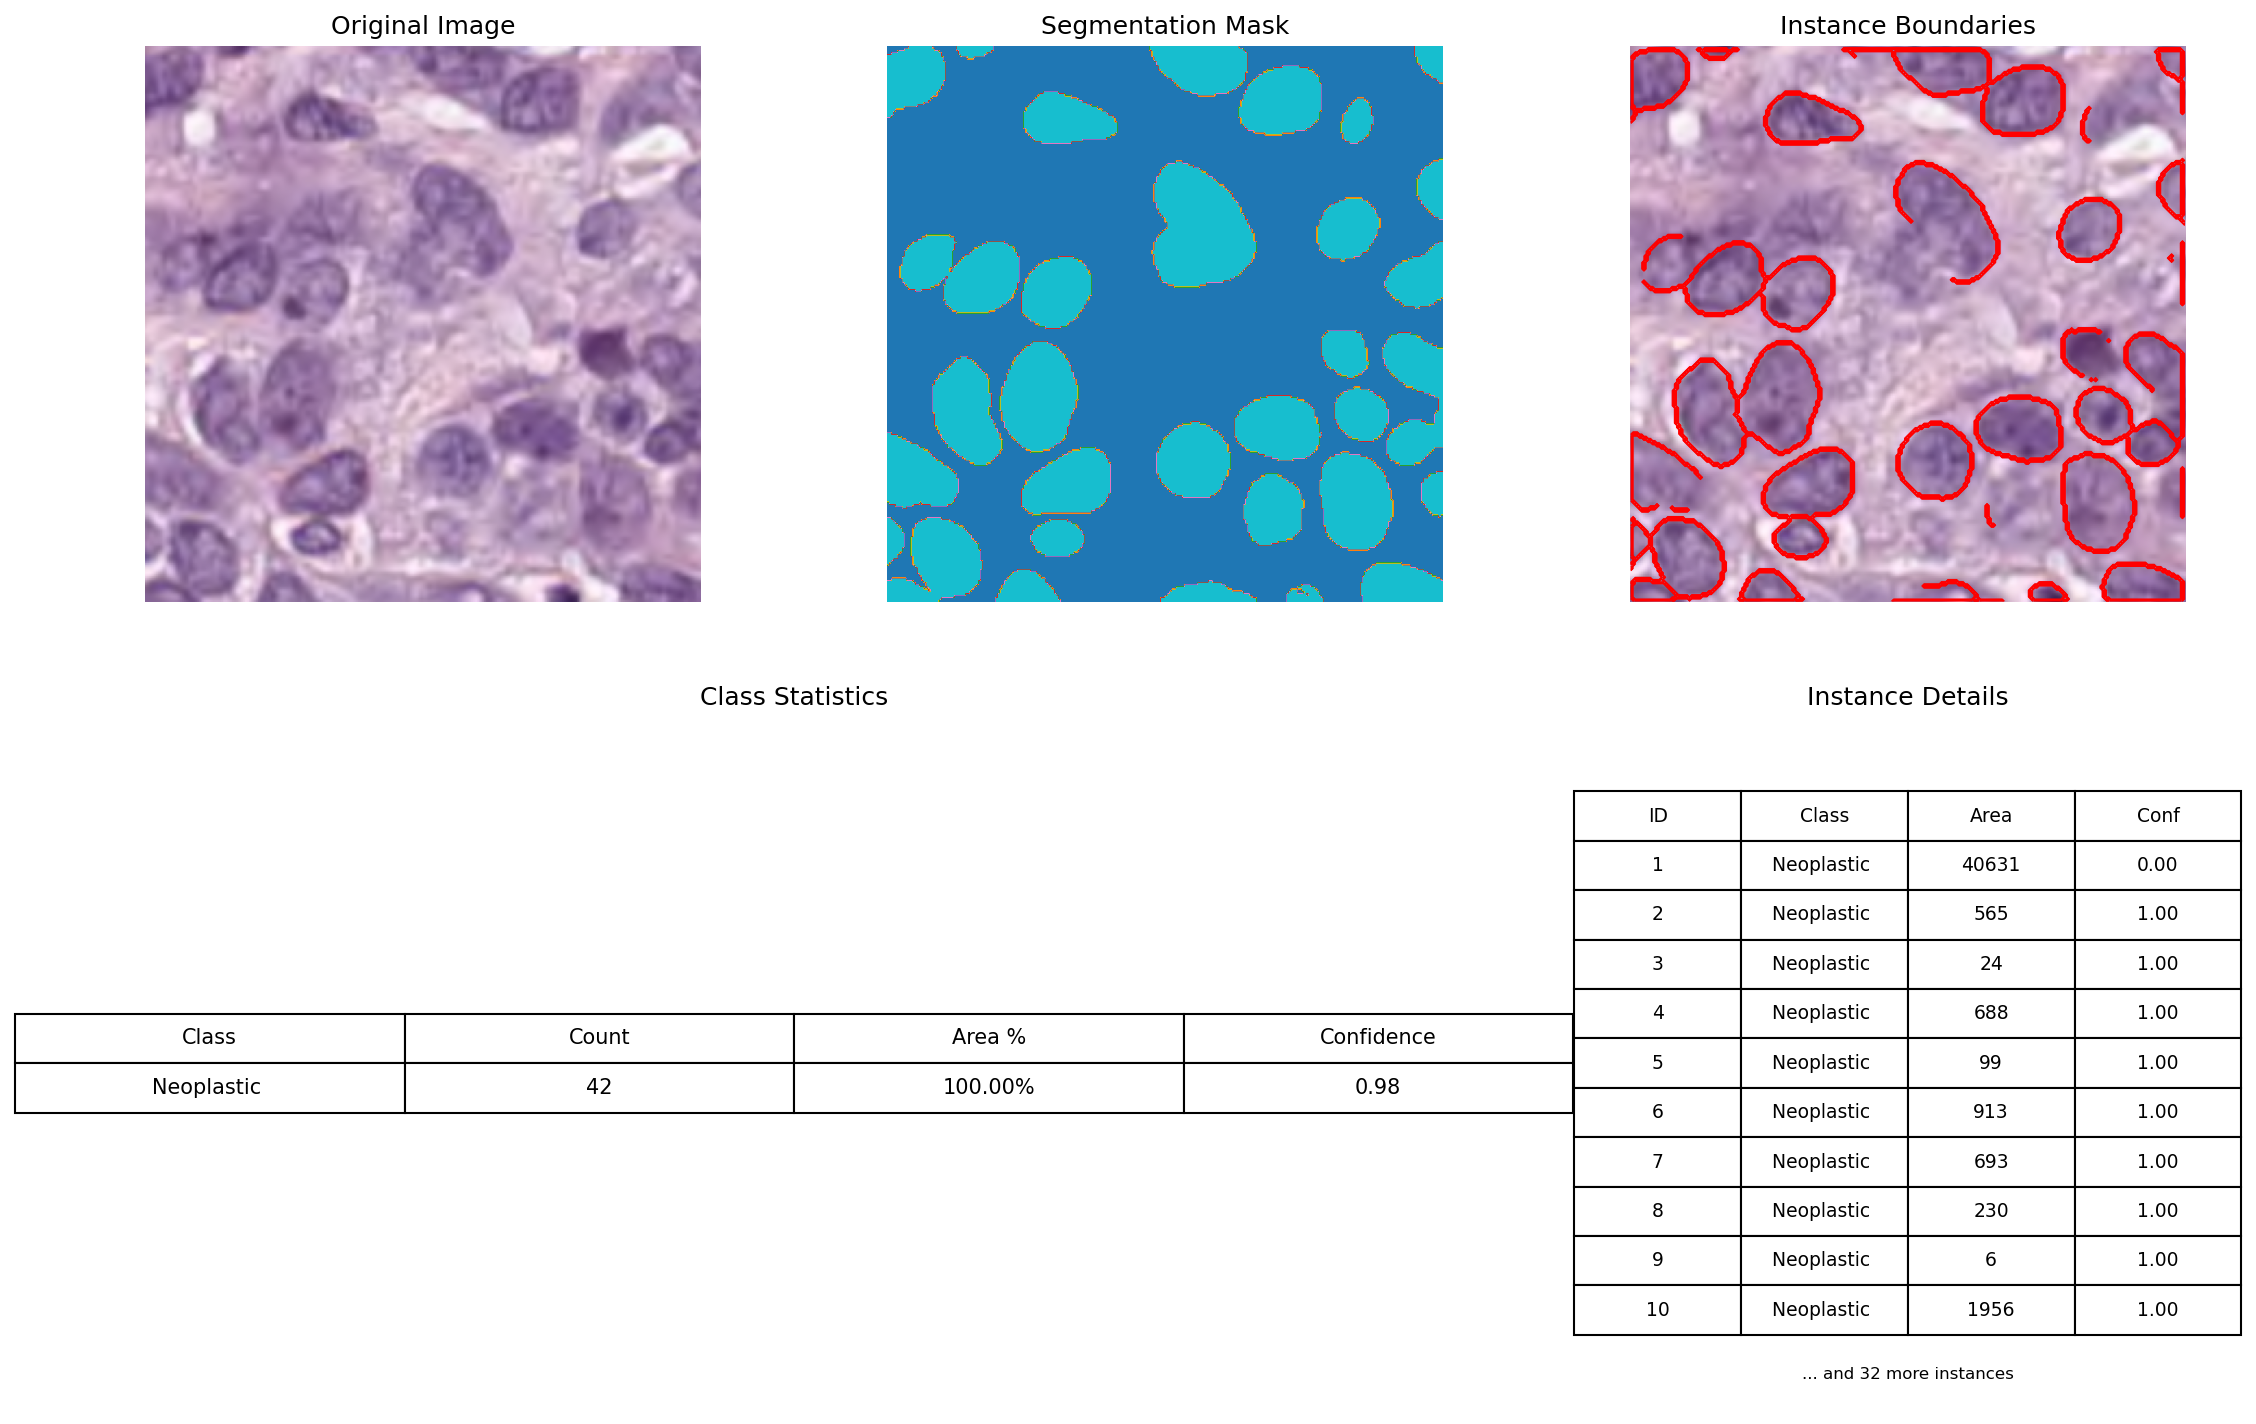 Original Image
Segmentation Mask
Instance Boundaries
Class Statistics
Class Count Area % Confidence
Neoplastic 42 100.00% 0.98
Instance Details
ID Class Area Conf
1 Neoplastic 40631 0.00
2 Neoplastic 565 1.00
3 Neoplastic 24 1.00
4 Neoplastic 688 1.00
5 Neoplastic 99 1.00
6 Neoplastic 913 1.00
7 Neoplastic 693 1.00
8 Neoplastic 230 1.00
9 Neoplastic 6 1.00
10 Neoplastic 1956 1.00
... and 32 more instances